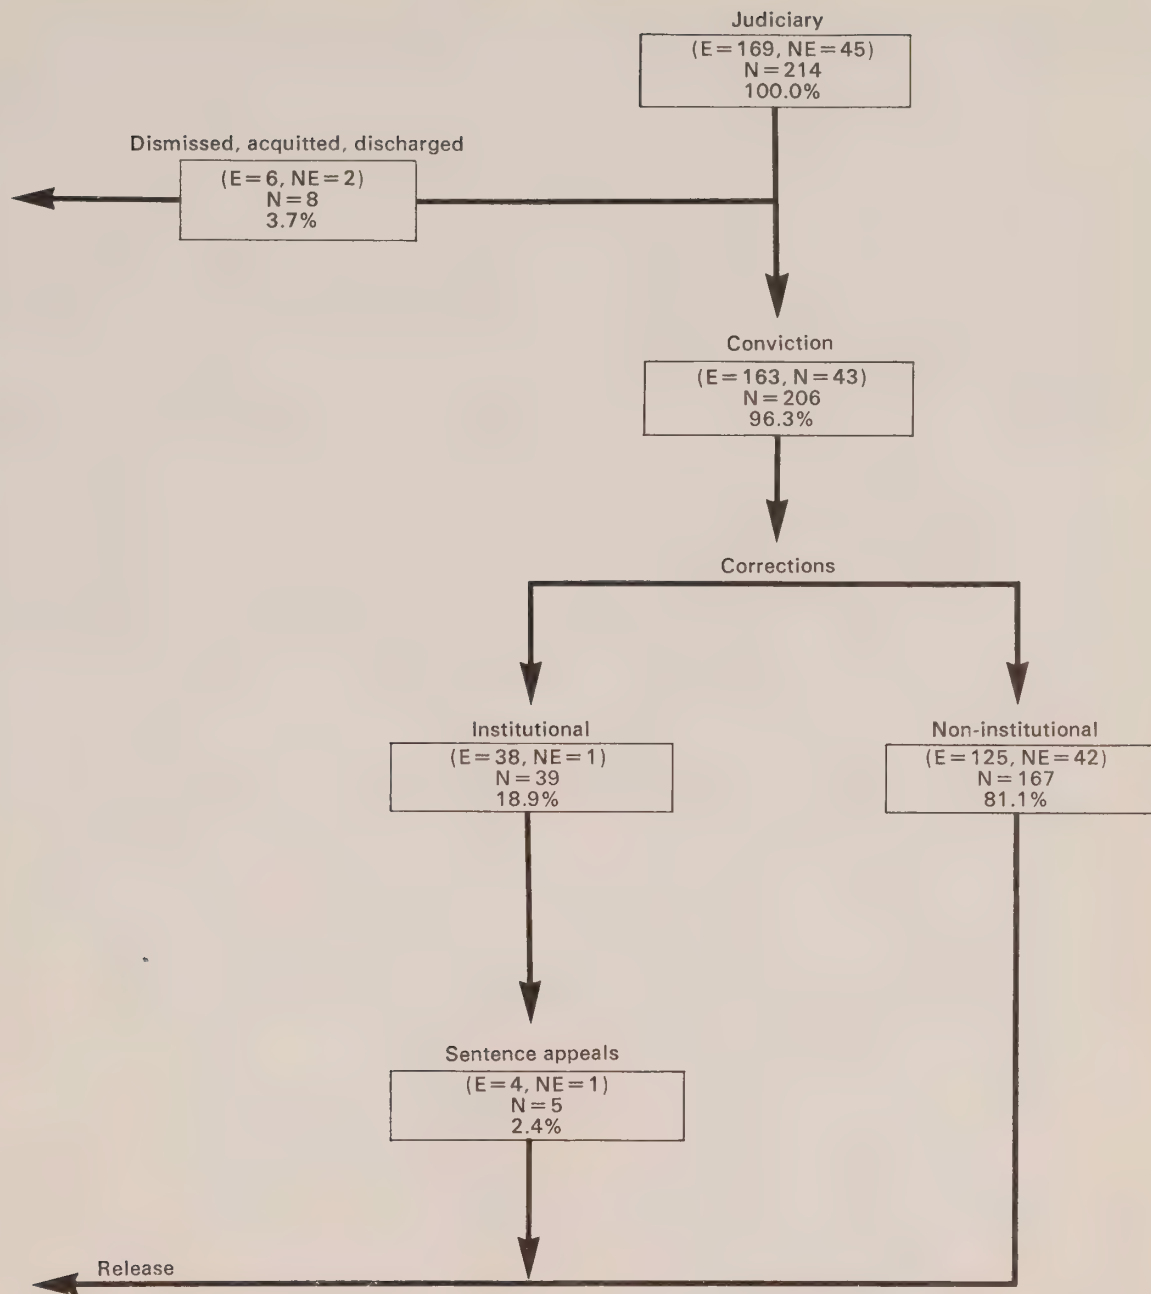 Judiciary
(E=169, NE=45)
N=214
100.0%
Dismissed, acquitted, discharged
(E=6, NE=2)
N=8
3.7%
Conviction
(E=163, N=43)
N=206
96.3%
Corrections
Institutional
(E=38, NE=1)
N=39
18.9%
Non-institutional
(E=125, NE=42)
N=167
81.1%
Sentence appeals
(E=4, NE=1)
N=5
2.4%
Release